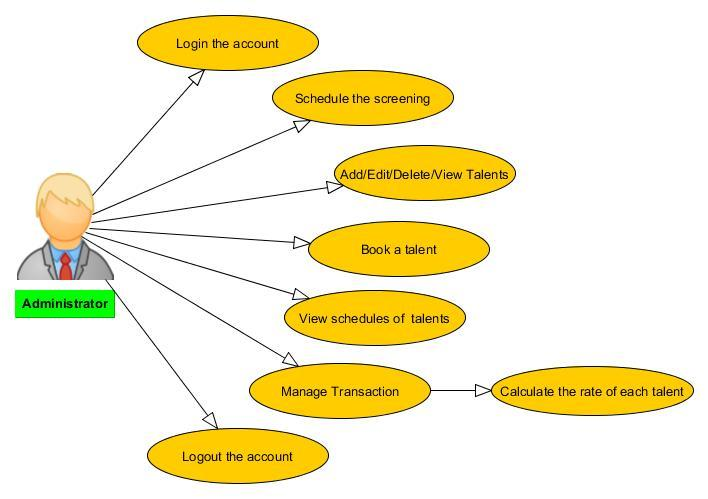 Login the account
Schedule the screening
Add/Edit/Delete/View Talents
Book a talent
Administrator
View schedules of talents
Manage Transaction
Calculate the rate of each talent
Logout the account